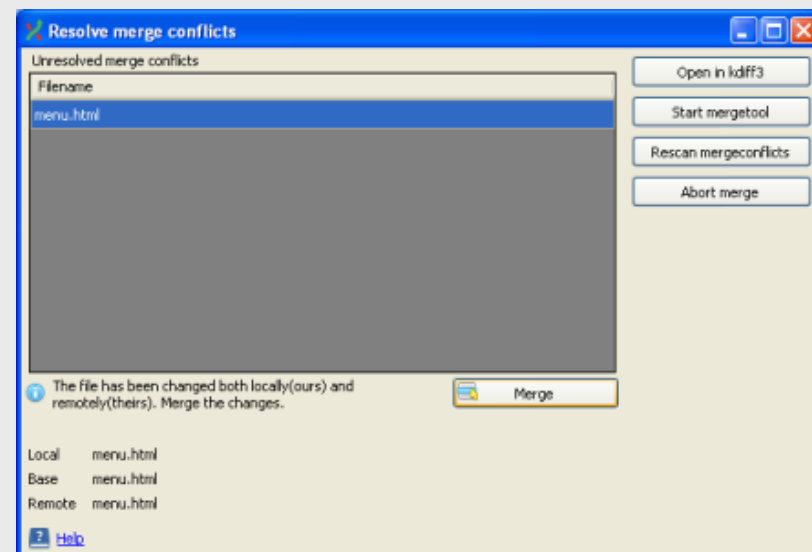 Resolve merge conflicts
Unresolved merge conflicts
Filename
menu.html
Open in kdiff3
Start mergetool
Rescan mergeconflicts
Abort merge
The file has been changed both locally(ours) and
remotely(theirs). Merge the changes.
Merge
Local menu.html
Base menu.html
Remote menu.html
Help